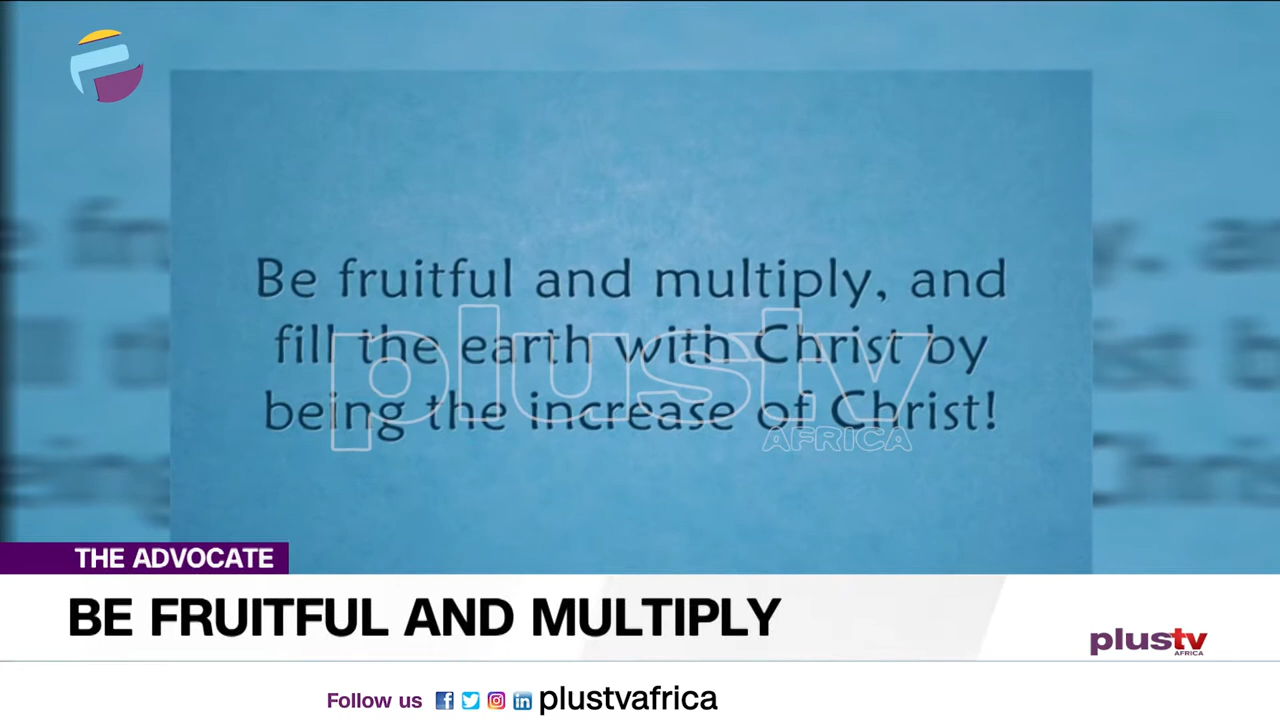 Be fruitful and multiply, and
fill the earth with Christ by
being the increase of Christ!
plustv
AFRICA
THE ADVOCATE
BE FRUITFUL AND MULTIPLY
plustv
AFRICA
Follow us plustvafrica